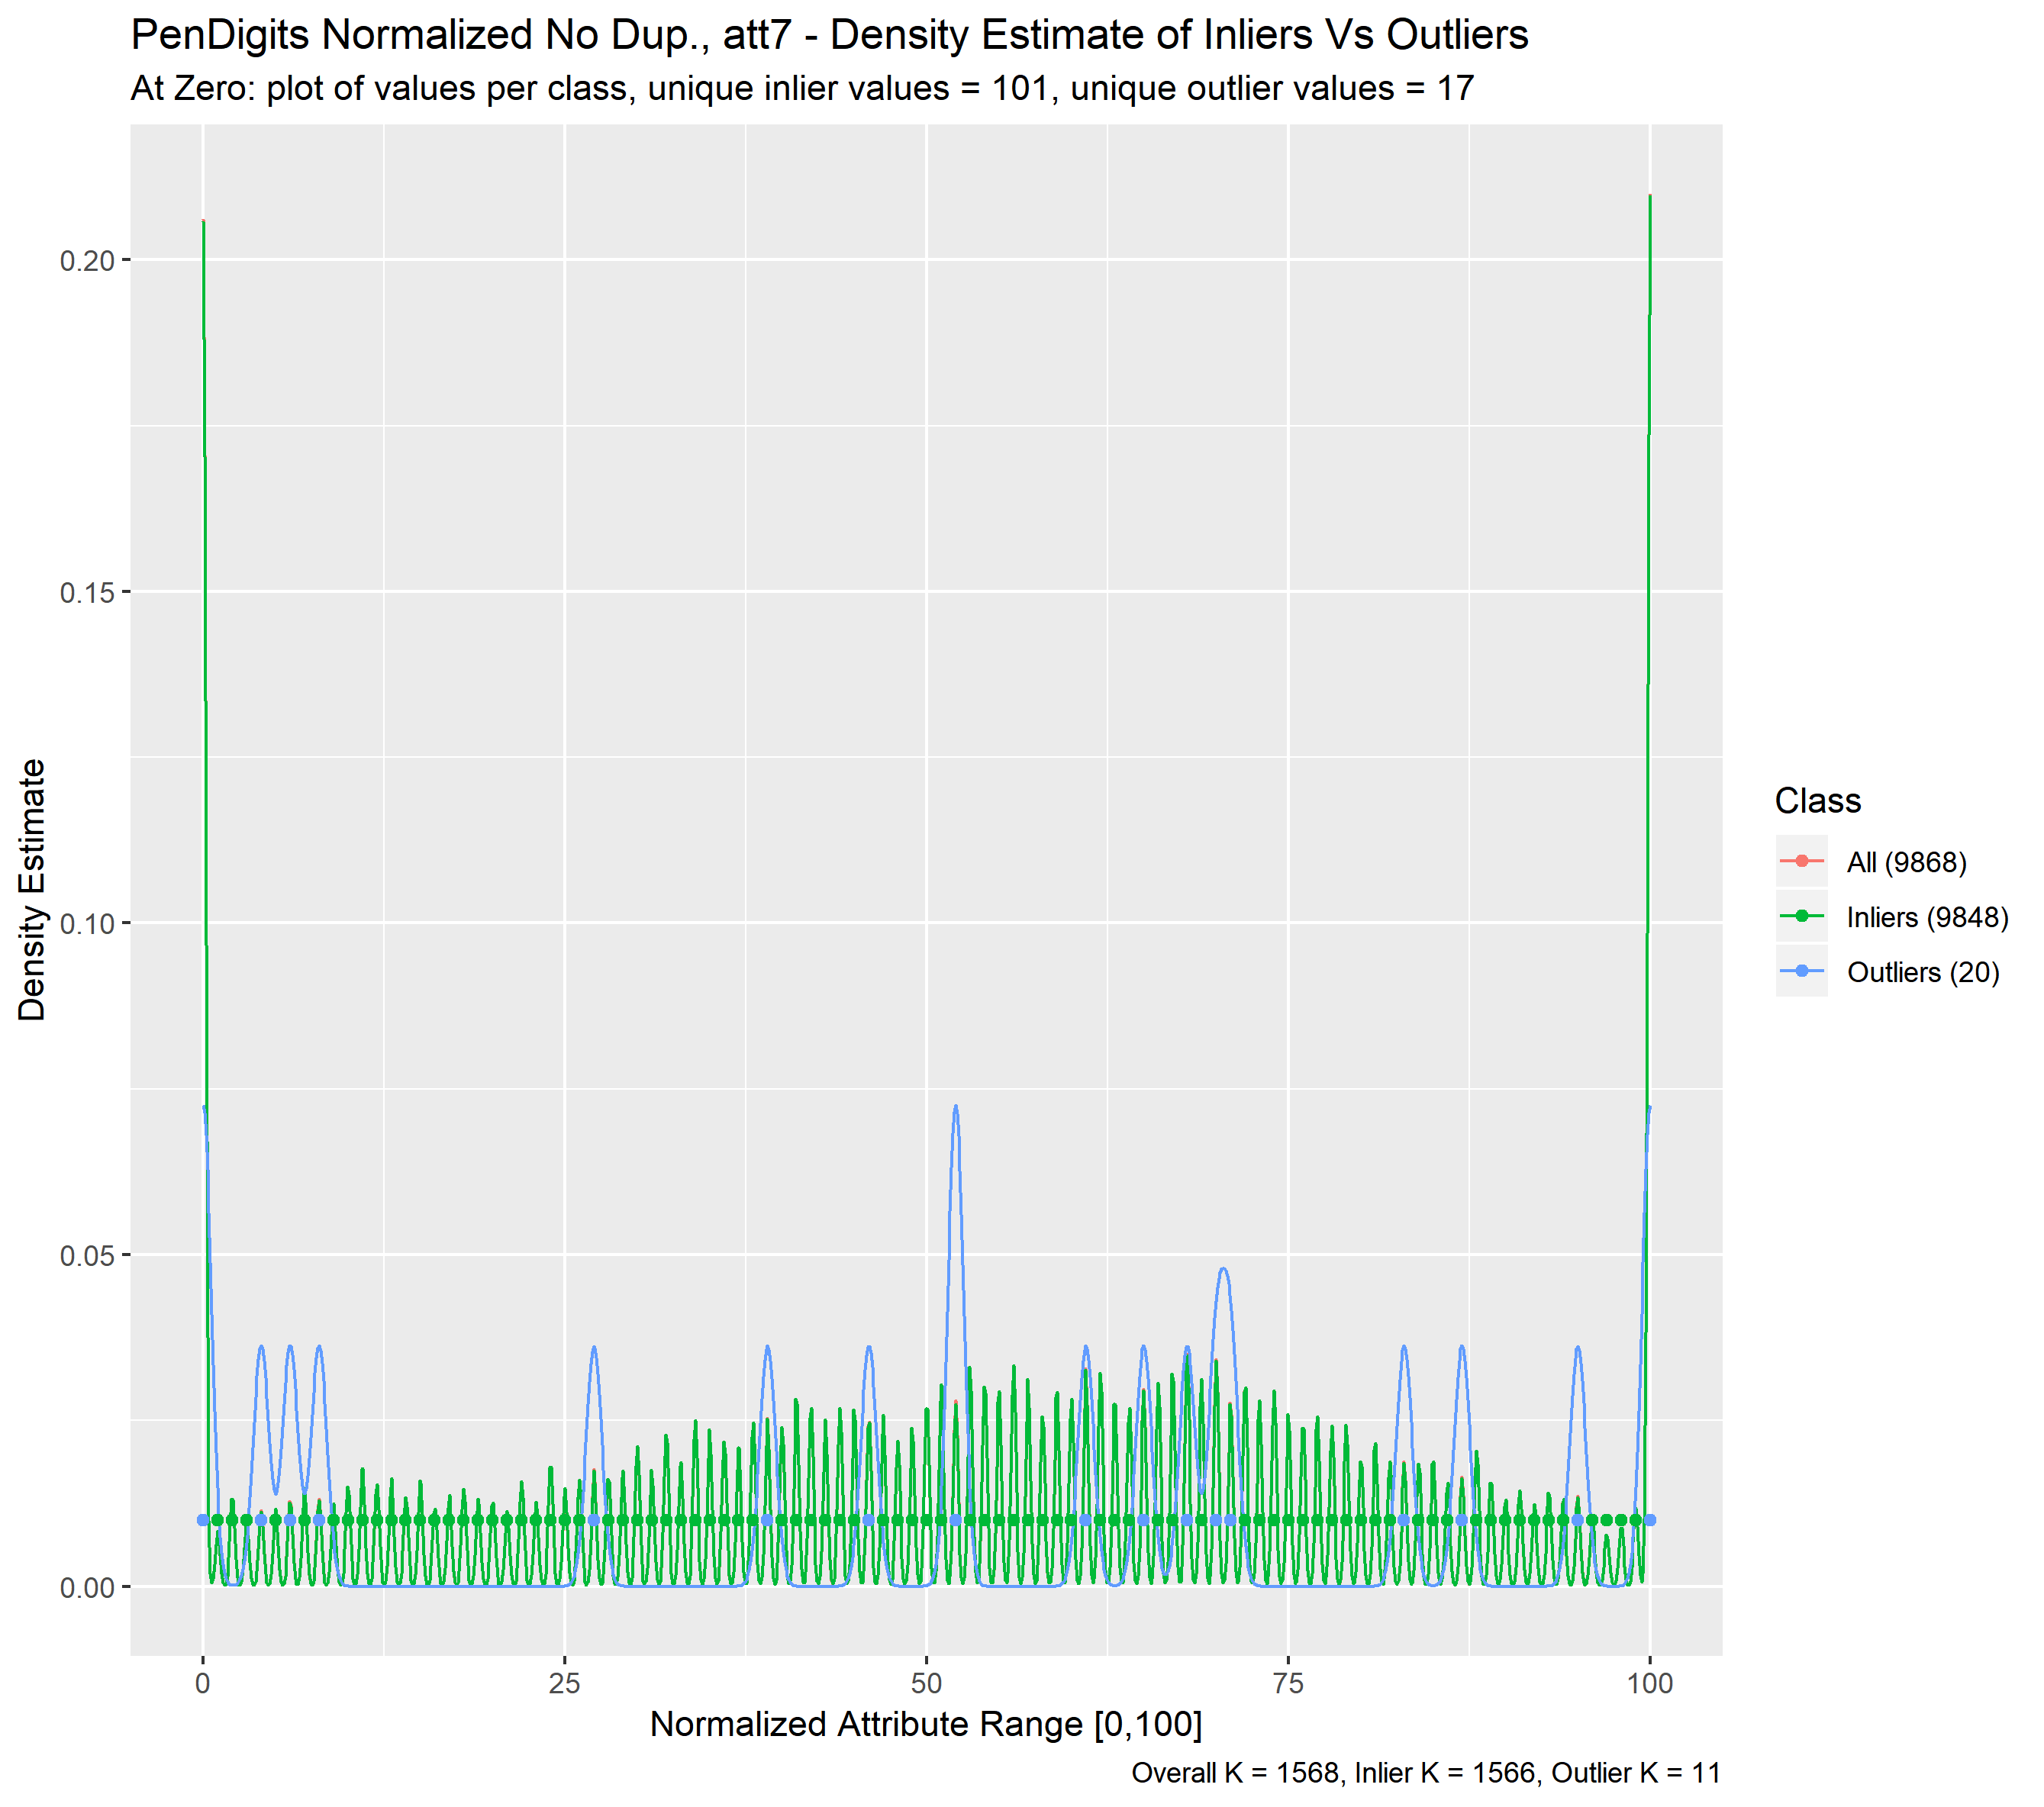 PenDigits Normalized No Dup., att7 - Density Estimate of Inliers Vs Outliers
At Zero: plot of values per class, unique inlier values = 101, unique outlier values = 17
Density Estimate
0.20
0.15
0.10
0.05
0.00
0
25
50
75
100
Normalized Attribute Range [0,100]
Class
All (9868)
Inliers (9848)
Outliers (20)
Overall K = 1568, Inlier K = 1566, Outlier K = 11